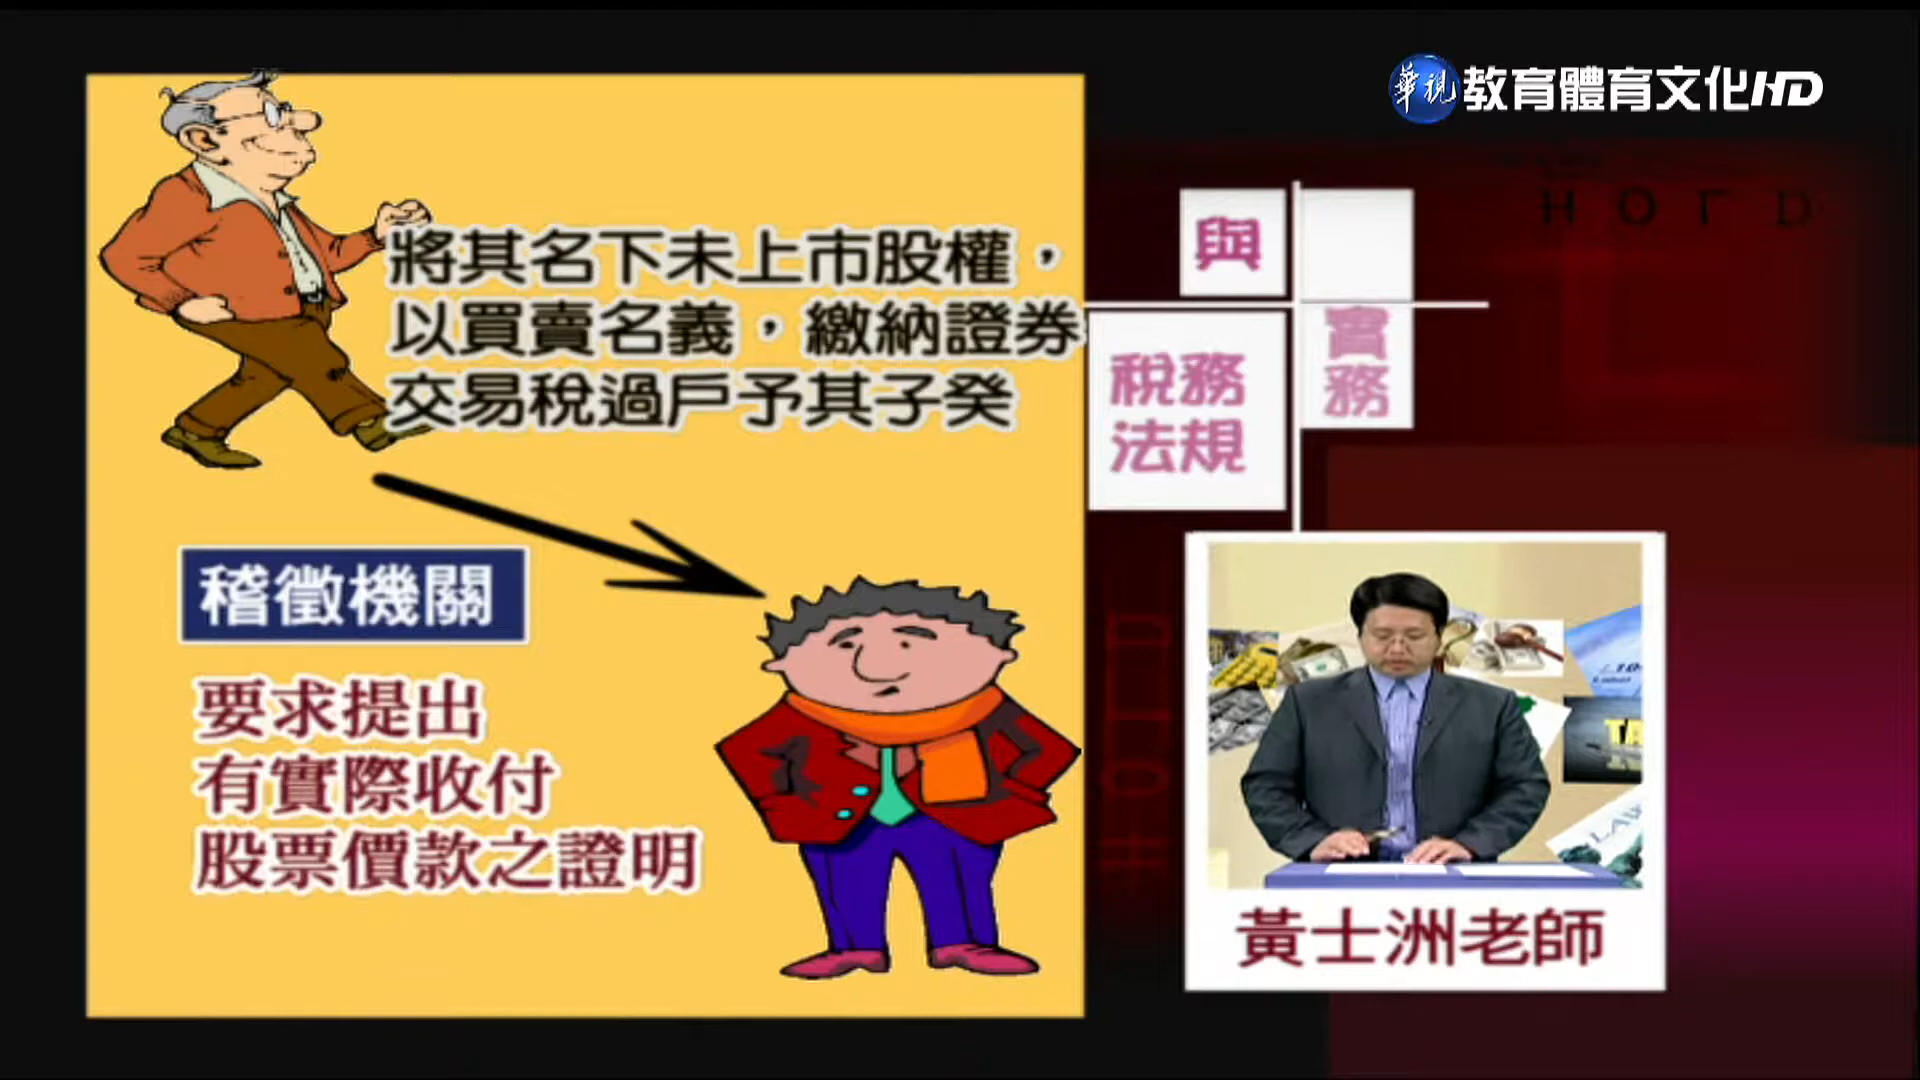 華視 教育體育文化HD
將其名下未上市股權，
以買賣名義，繳納證券
交易稅過戶予其子癸
稽徵機關
要求提出
有實際收付
股票價款之證明
與
稅務
法規
實
務
黃士洲老師